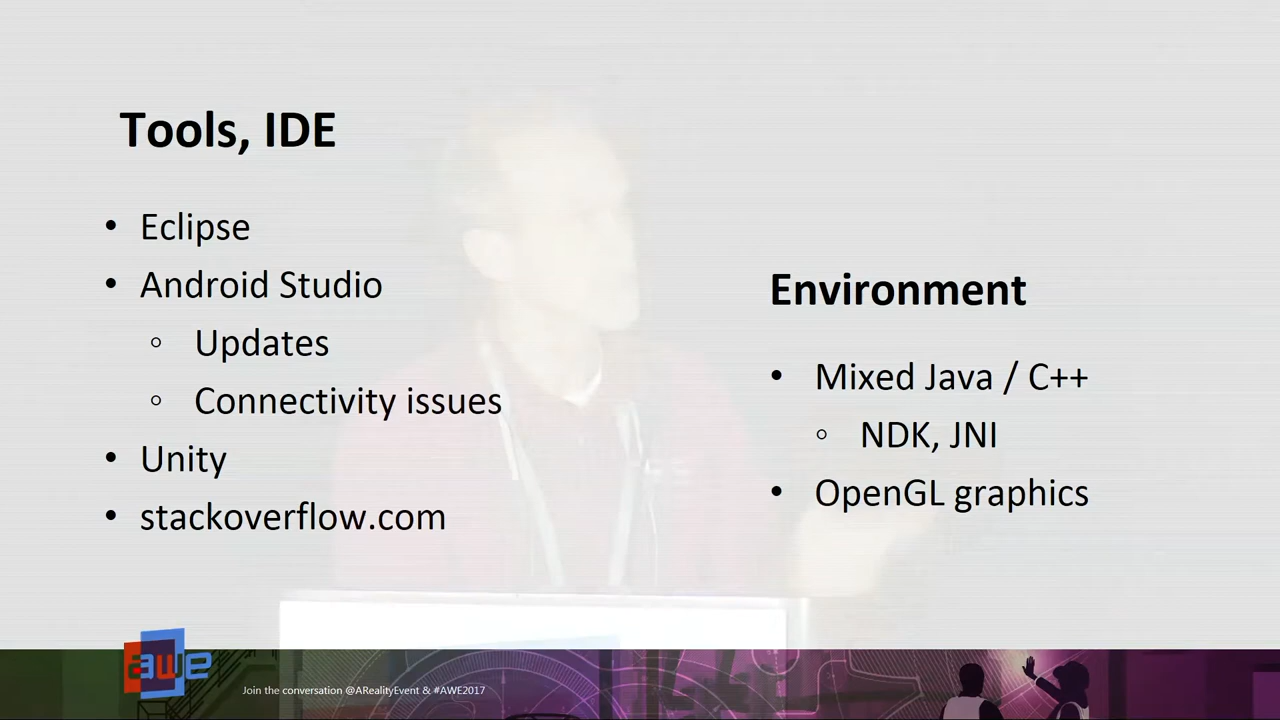 Tools, IDE
• Eclipse
• Android Studio
◦ Updates
◦ Connectivity issues
• Unity
• stackoverflow.com
Environment
• Mixed Java / C++
◦ NDK, JNI
• OpenGL graphics
awe
Join the conversation @ARealityEvent & #AWE2017